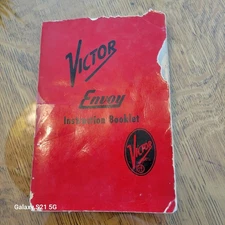 VICTOR
Envoy
Instruction Booklet
VICTOR
Galaxy S21 5G